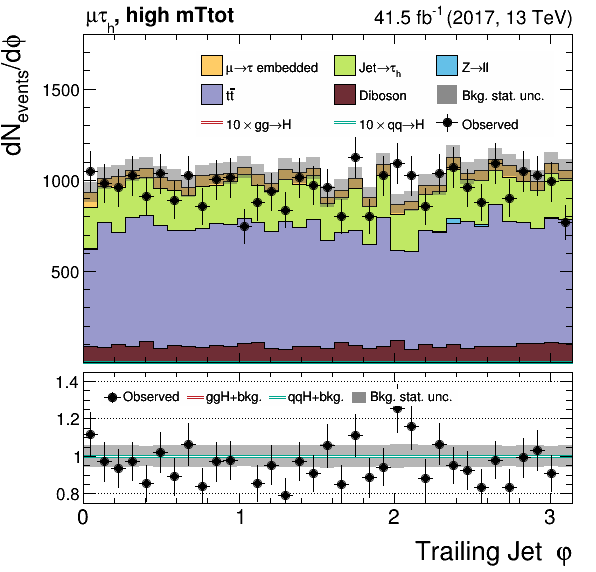 μτh, high mTtot 41.5 fb⁻¹ (2017, 13 TeV)
dNevents/dϕ
1500
1000
500
μ→τ embedded Jet→τh Z→ll
tt̄ Diboson Bkg. stat. unc.
10 × gg→H 10 × qq→H Observed
1.4
1.2
1
0.8
Observed ggH+bkg. qqH+bkg. Bkg. stat. unc.
0 1 2 3
Trailing Jet φ